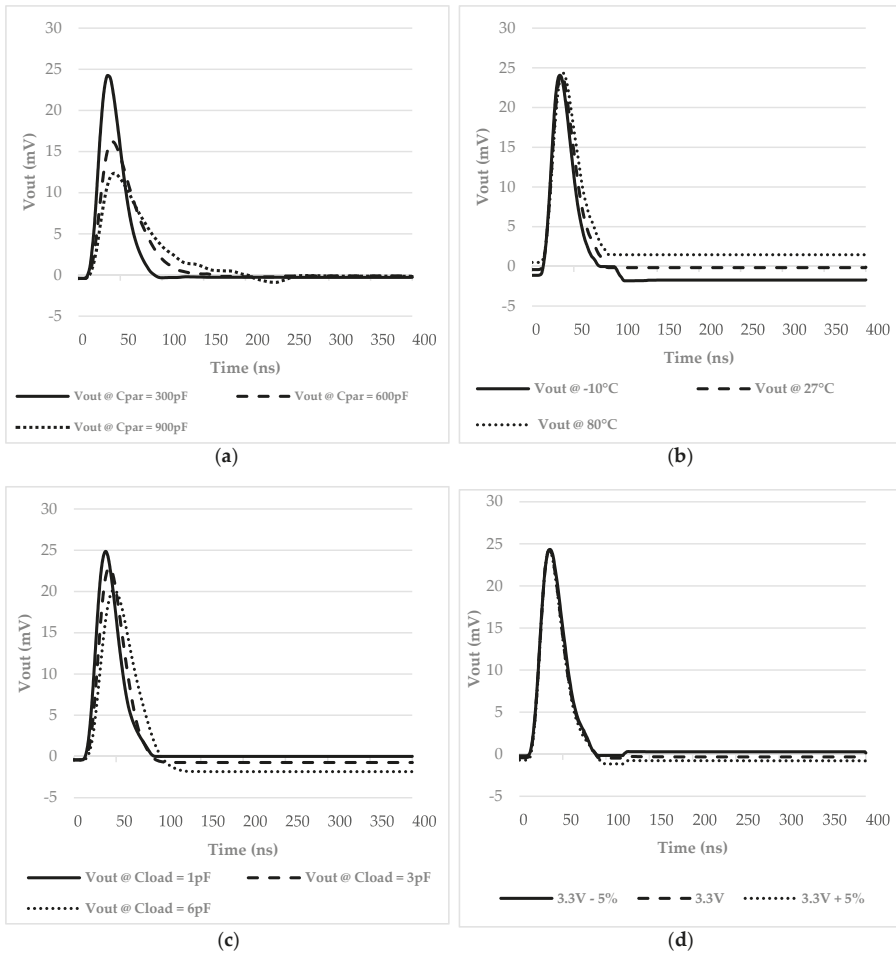 30
25
20
15
10
5
0
-5
Vout (mV)
0 50 100 150 200 250 300 350 400
Time (ns)
Vout @ Cpar = 300pF Vout @ Cpar = 600pF
Vout @ Cpar = 900pF
(a)
30
25
20
15
10
5
0
-5
Vout (mV)
0 50 100 150 200 250 300 350 400
Time (ns)
Vout @ -10°C Vout @ 27°C
Vout @ 80°C
(b)
30
25
20
15
10
5
0
-5
Vout (mV)
0 50 100 150 200 250 300 350 400
Time (ns)
Vout @ Cload = 1pF Vout @ Cload = 3pF
Vout @ Cload = 6pF
(c)
30
25
20
15
10
5
0
-5
Vout (mV)
0 50 100 150 200 250 300 350 400
Time (ns)
3.3V - 5% 3.3V 3.3V + 5%
(d)